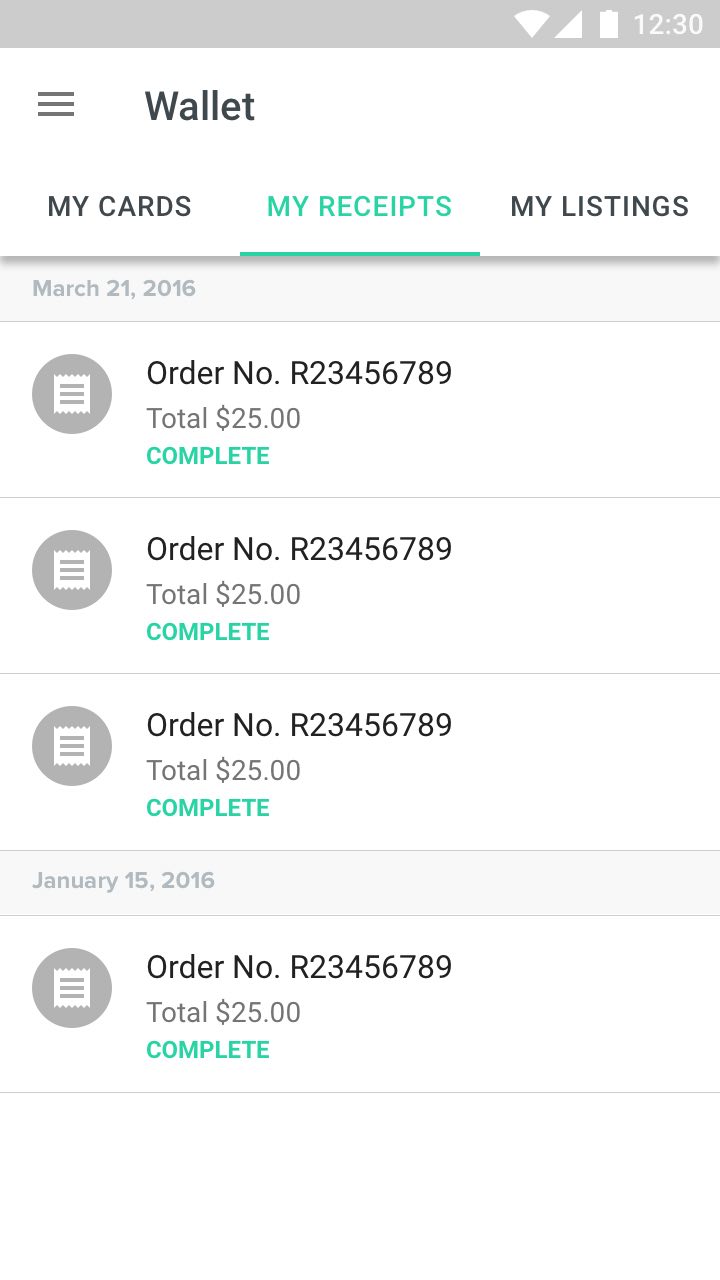 12:30
Wallet
MY CARDS MY RECEIPTS MY LISTINGS
March 21, 2016
Order No. R23456789
Total $25.00
COMPLETE
Order No. R23456789
Total $25.00
COMPLETE
Order No. R23456789
Total $25.00
COMPLETE
January 15, 2016
Order No. R23456789
Total $25.00
COMPLETE